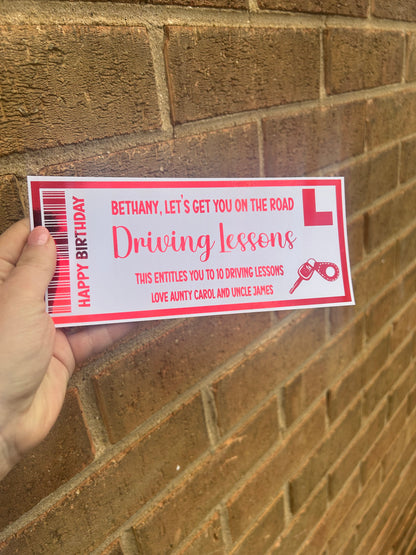 HAPPY BIRTHDAY
BETHANY, LET'S GET YOU ON THE ROAD
L
Driving Lessons
THIS ENTITLES YOU TO 10 DRIVING LESSONS
LOVE AUNTY CAROL AND UNCLE JAMES